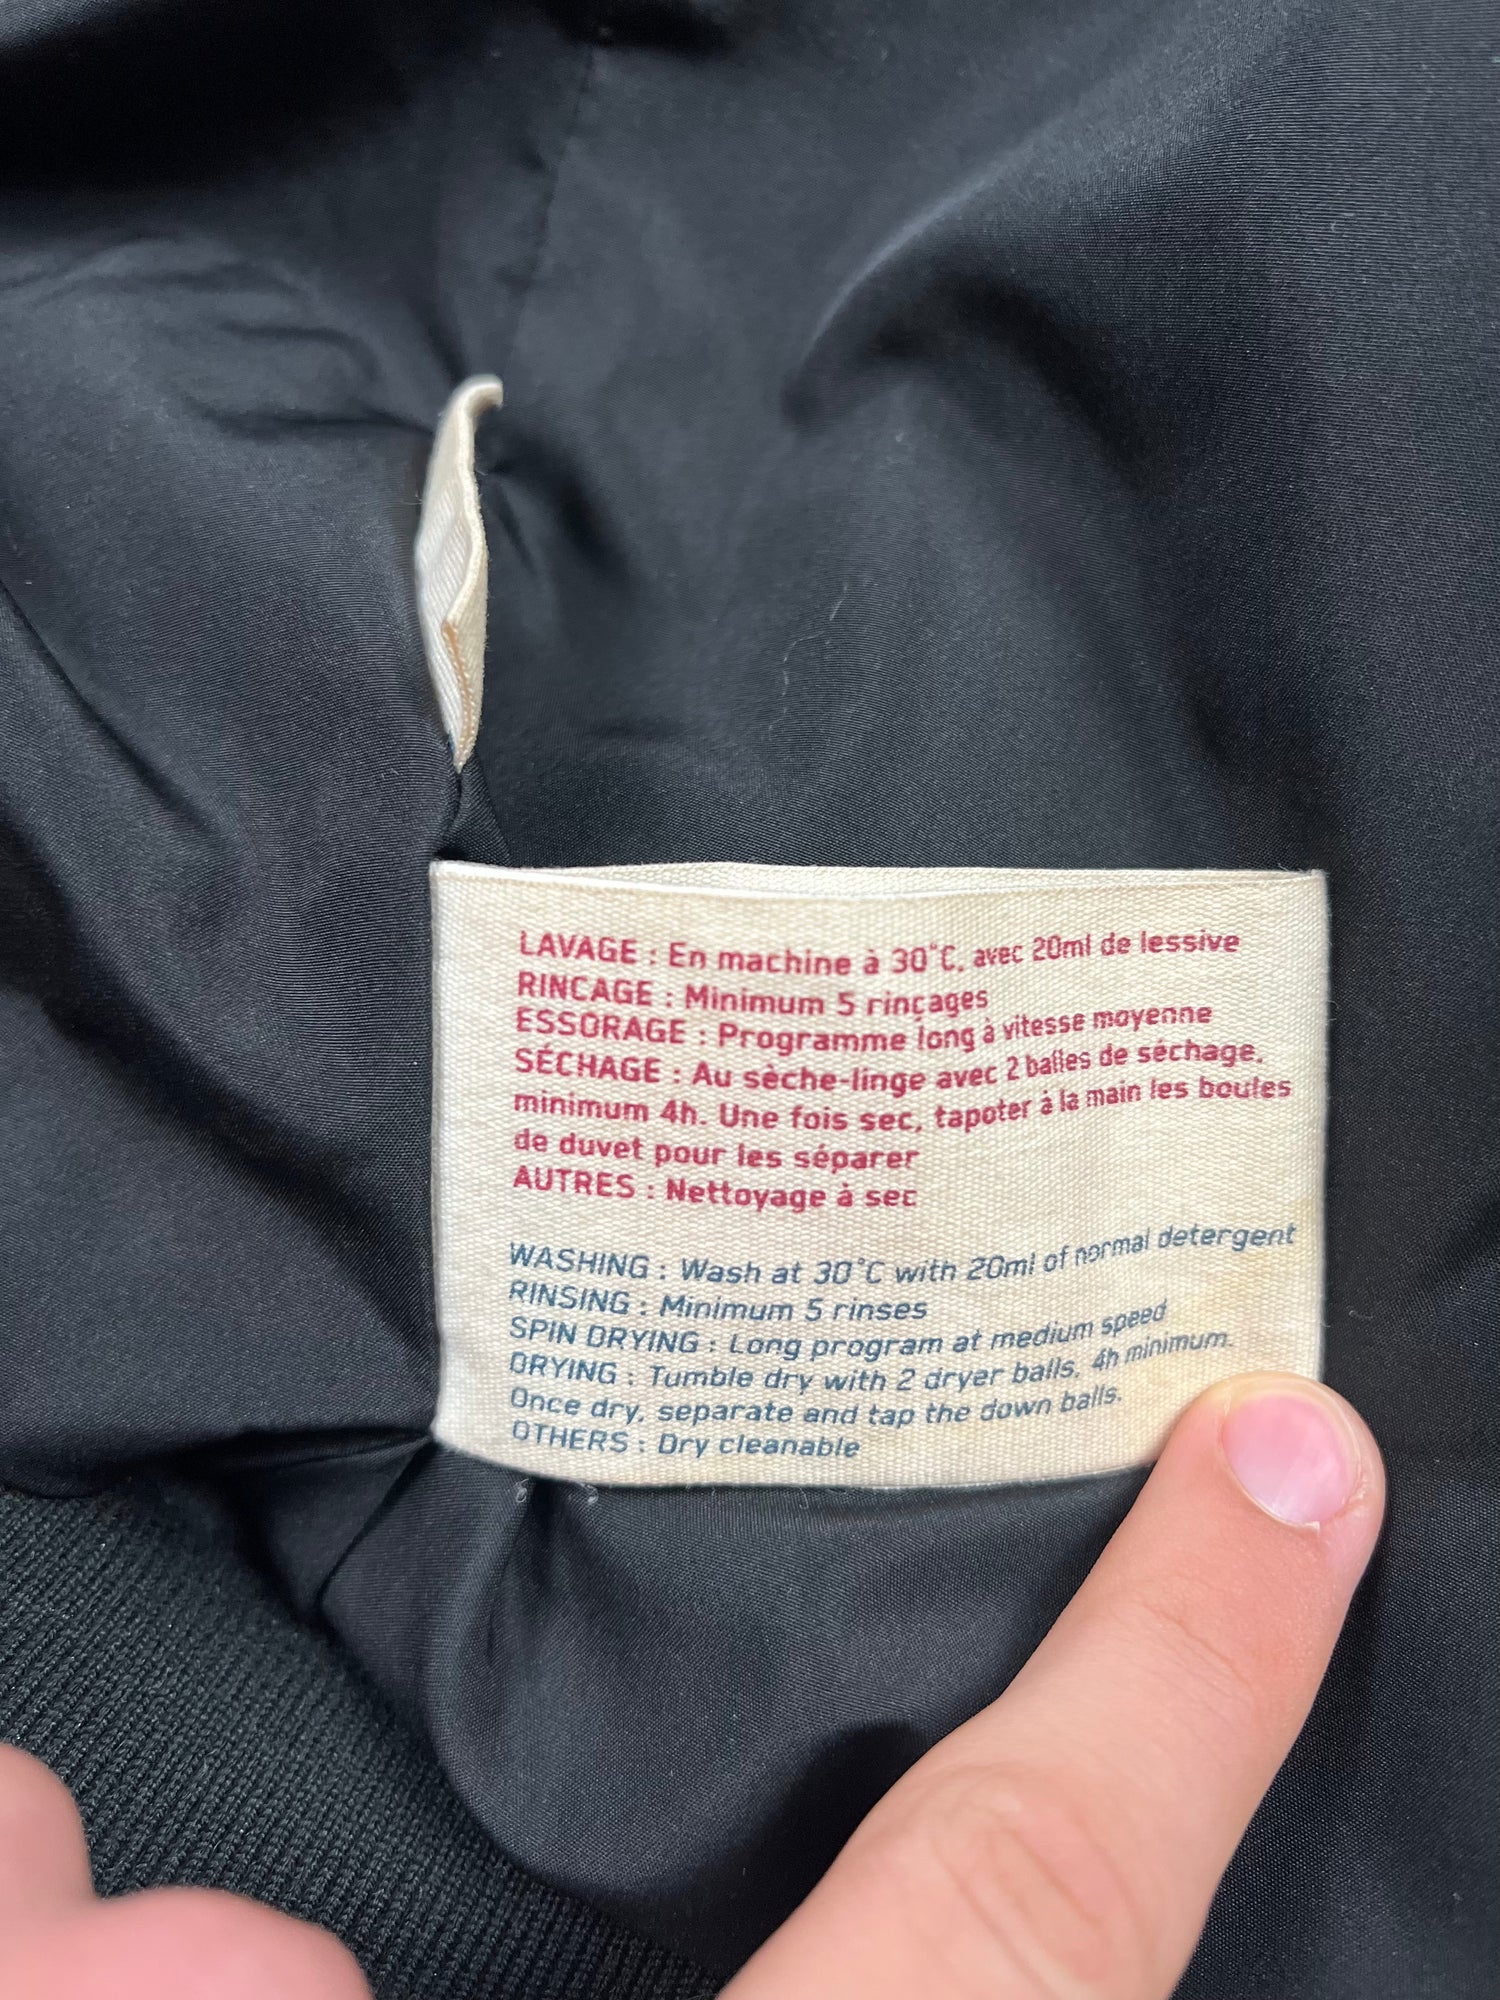 LAVAGE : En machine à 30°C, avec 20ml de lessive
RINCAGE : Minimum 5 rinçages
ESSORAGE : Programme long à vitesse moyenne
SÉCHAGE : Au sèche-linge avec 2 balles de séchage,
minimum 4h. Une fois sec, tapoter à la main les boules
de duvet pour les séparer
AUTRES : Nettoyage à sec
WASHING : Wash at 30°C with 20ml of normal detergent
RINSING : Minimum 5 rinses
SPIN DRYING : Long program at medium speed
DRYING : Tumble dry with 2 dryer balls, 4h minimum.
Once dry, separate and tap the down balls.
OTHERS : Dry cleanable